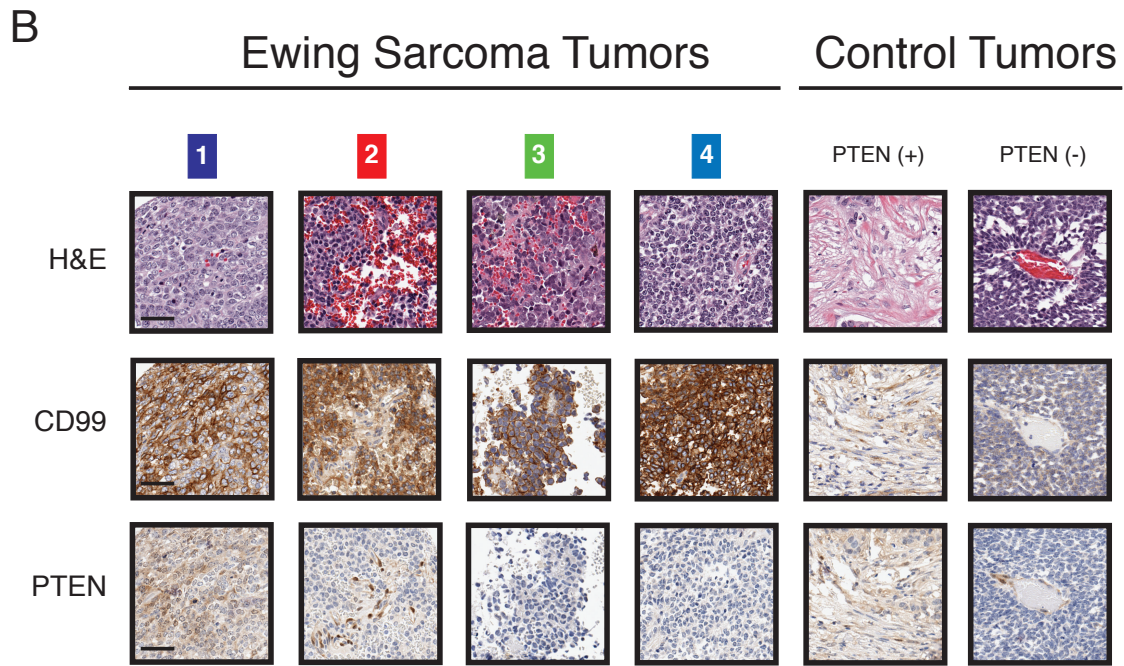 B
Ewing Sarcoma Tumors Control Tumors
1 2 3 4 PTEN (+) PTEN (-)
H&E
CD99
PTEN